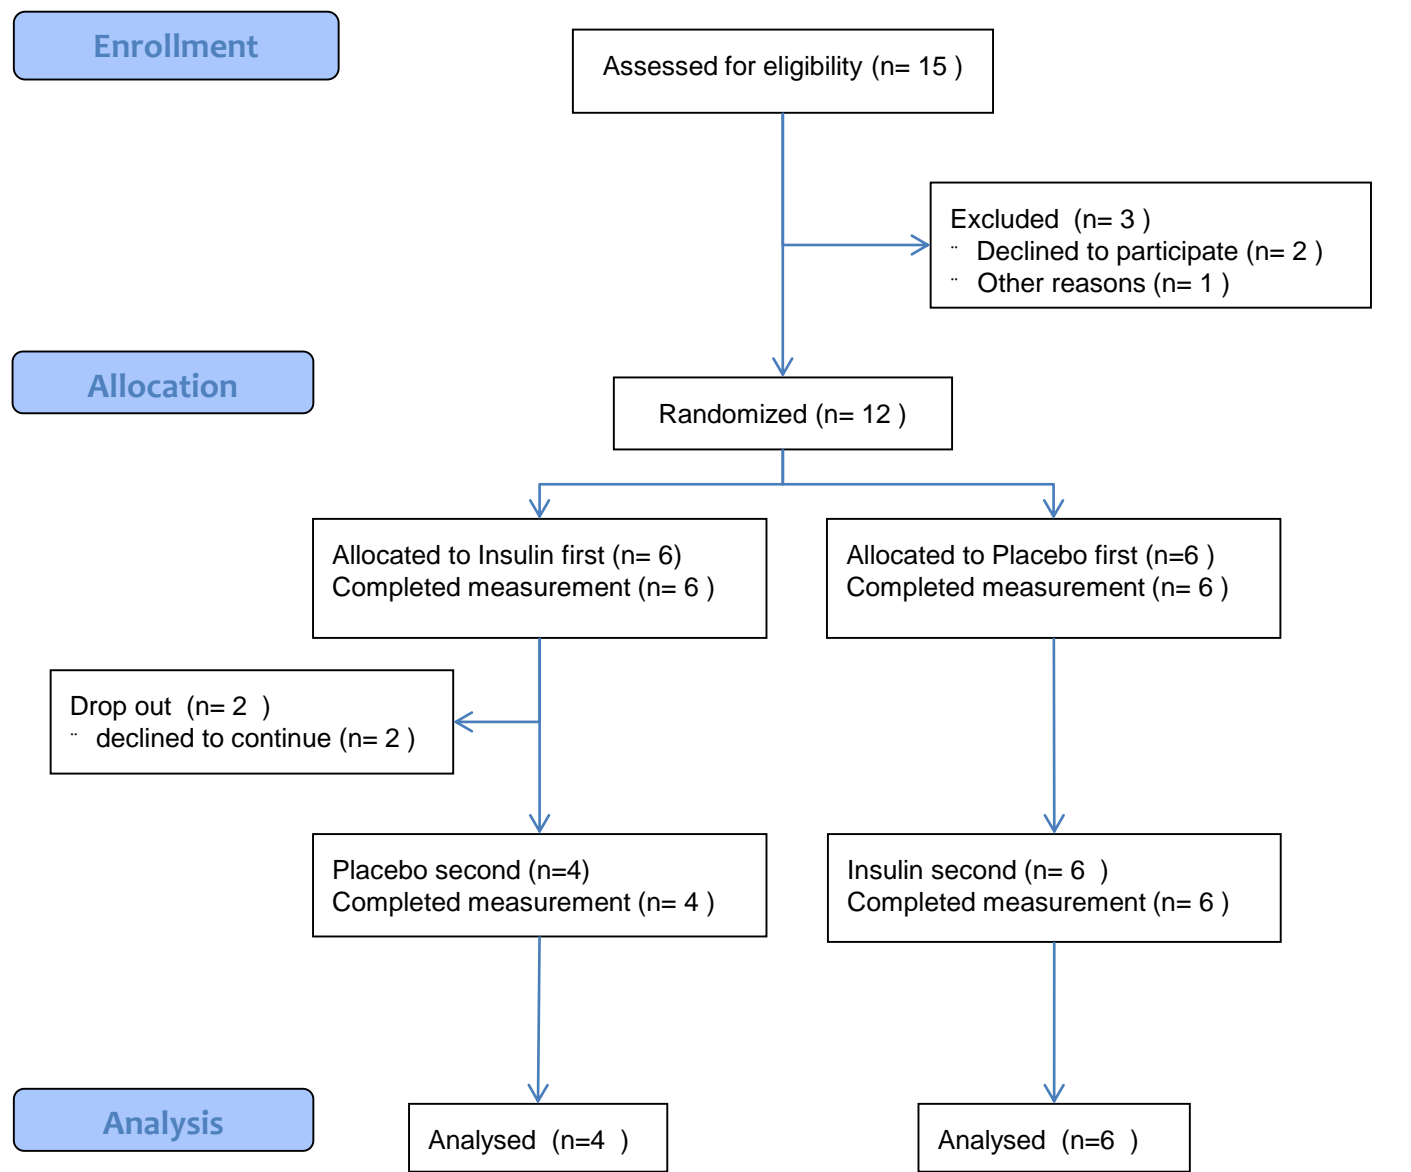 Enrollment
Assessed for eligibility (n= 15 )
Excluded  (n= 3 )
¨ Declined to participate (n= 2 )
¨ Other reasons (n= 1 )
Allocation
Randomized (n= 12 )
Allocated to Insulin first (n= 6)
Completed measurement (n= 6 )
Allocated to Placebo first (n=6 )
Completed measurement (n= 6 )
Drop out  (n= 2  )
¨ declined to continue (n= 2 )
Placebo second (n=4)
Completed measurement (n= 4 )
Insulin second (n= 6  )
Completed measurement (n= 6 )
Analysis
Analysed  (n=4  )
Analysed  (n=6  )